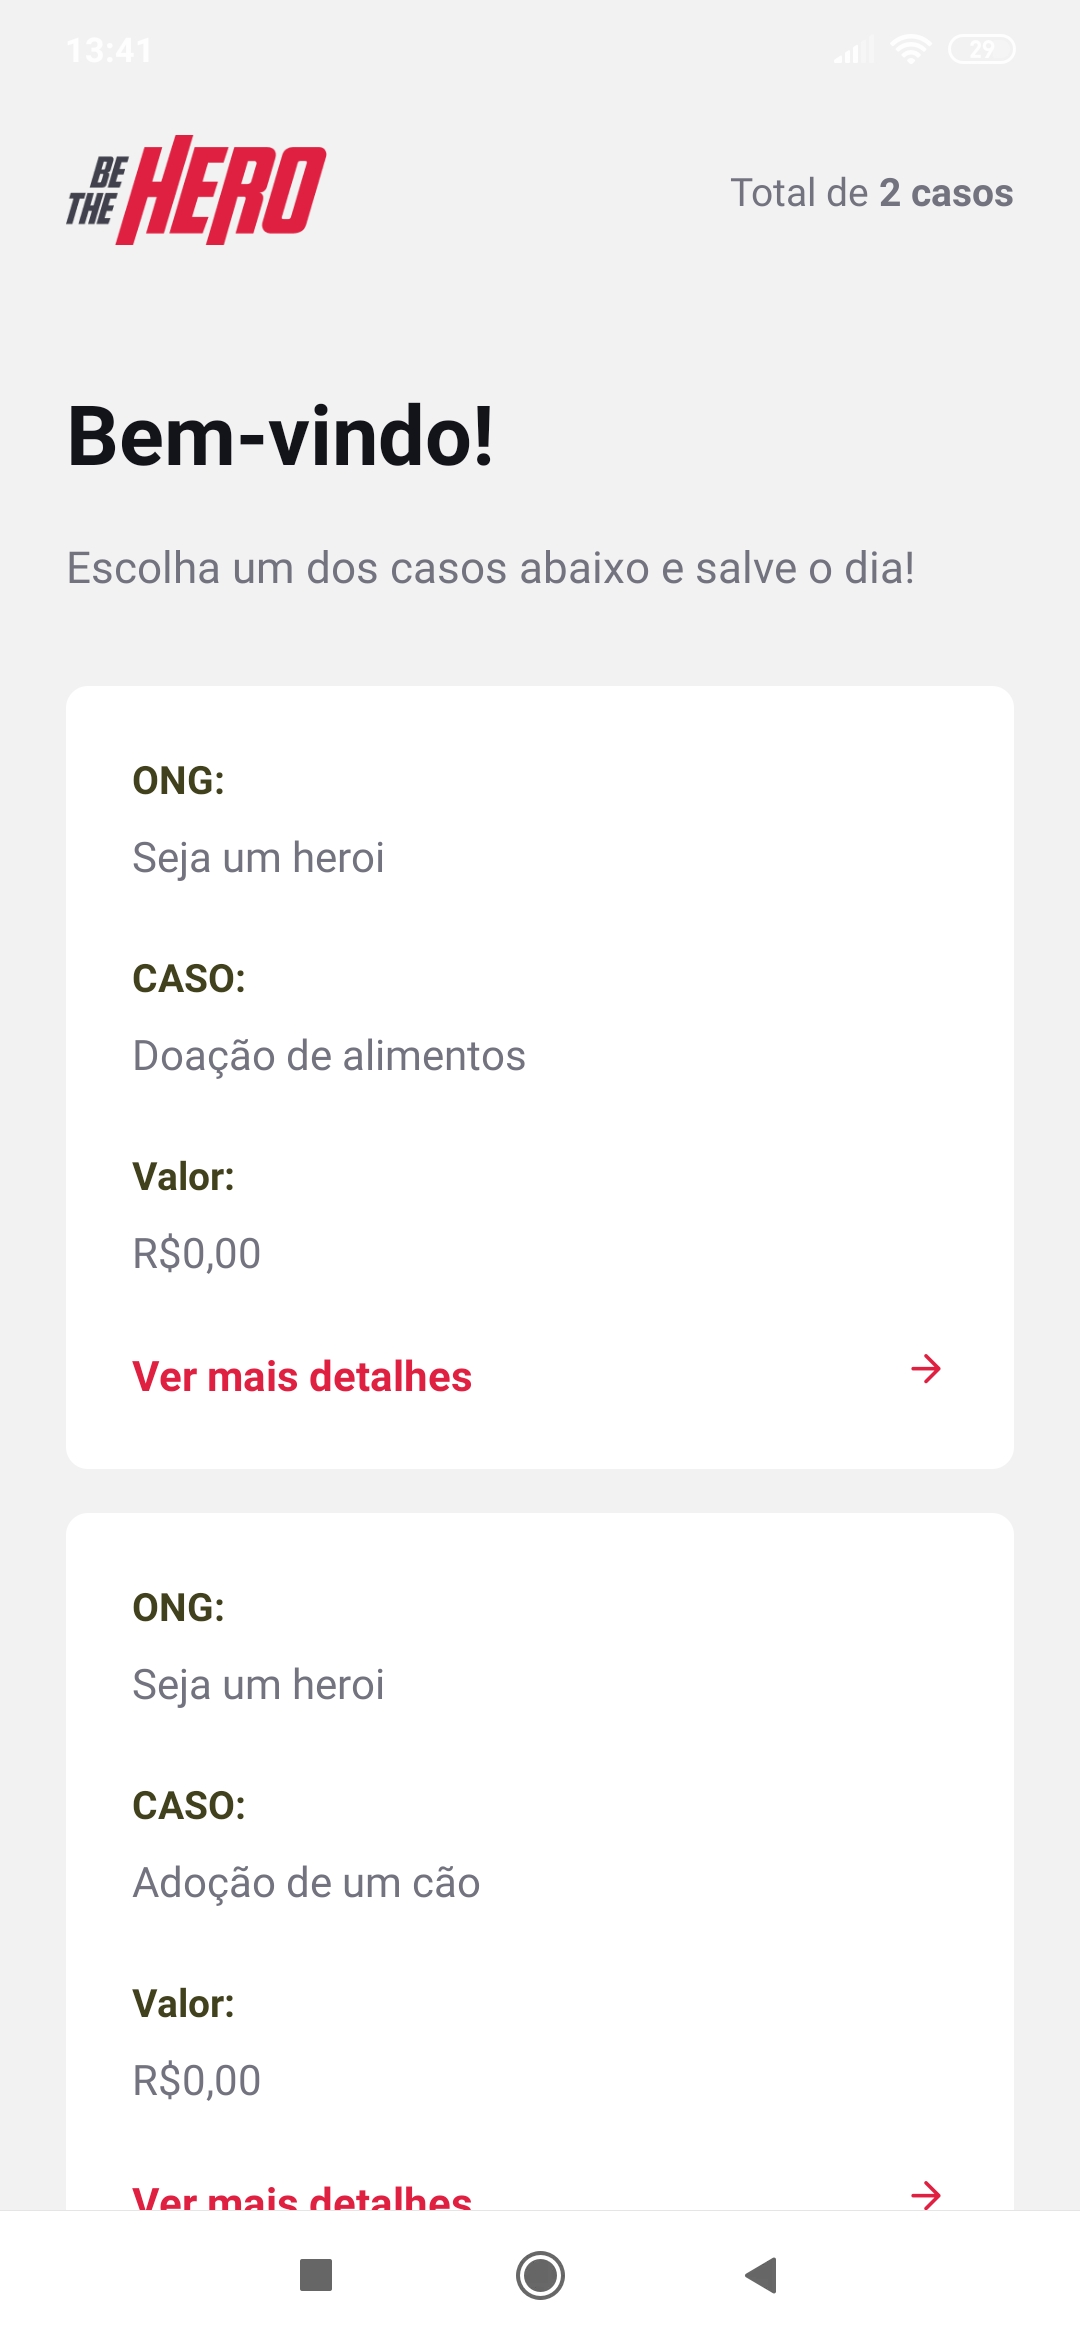 13:41
29
BE
THE
HERO
Total de 2 casos
Bem-vindo!
Escolha um dos casos abaixo e salve o dia!
ONG:
Seja um heroi
CASO:
Doação de alimentos
Valor:
R$0,00
Ver mais detalhes
ONG:
Seja um heroi
CASO:
Adoção de um cão
Valor:
R$0,00
Ver mais detalhes